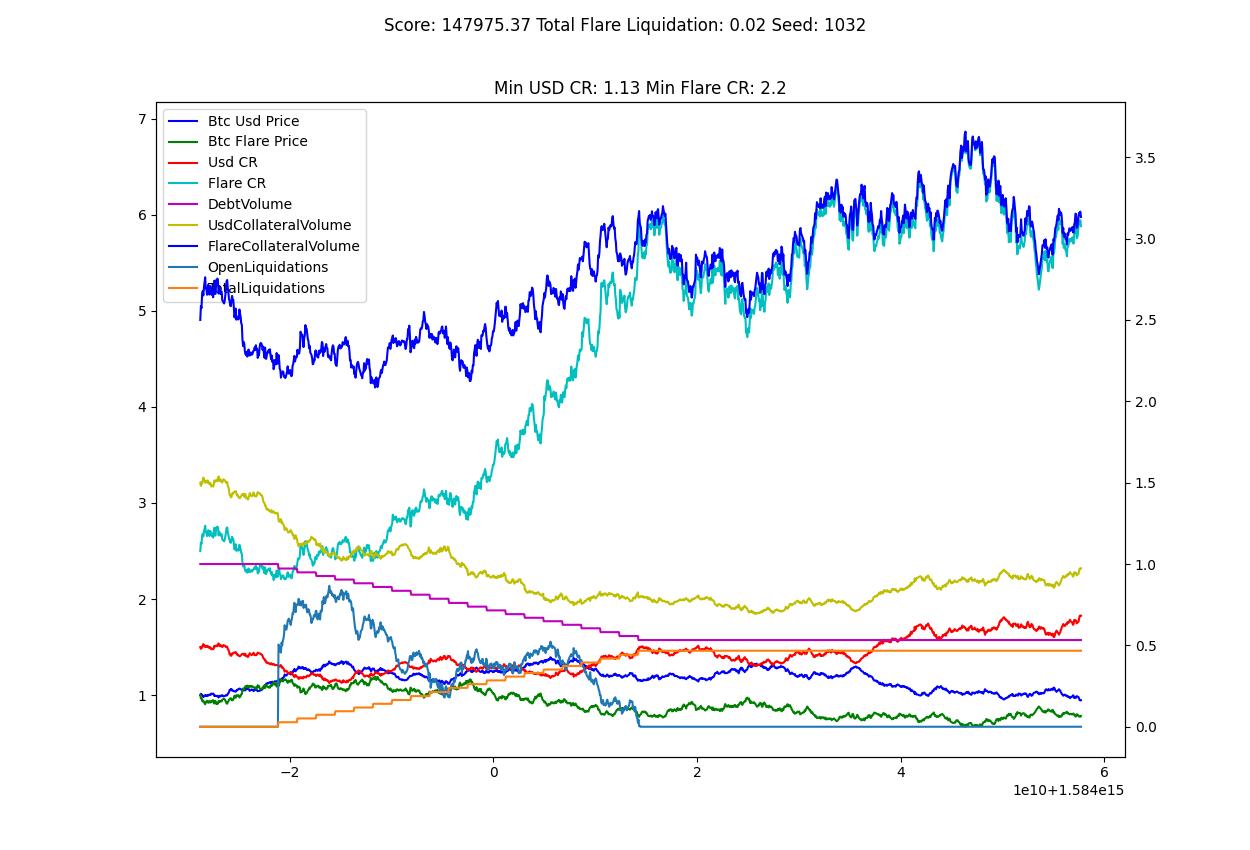 Score: 147975.37 Total Flare Liquidation: 0.02 Seed: 1032
Min USD CR: 1.13 Min Flare CR: 2.2
Btc Usd Price
Btc Flare Price
Usd CR
Flare CR
DebtVolume
UsdCollateralVolume
FlareCollateralVolume
OpenLiquidations
TotalLiquidations
7
6
5
4
3
2
1
3.5
3.0
2.5
2.0
1.5
1.0
0.5
0.0
−2
0
2
4
6
1e10+1.584e15